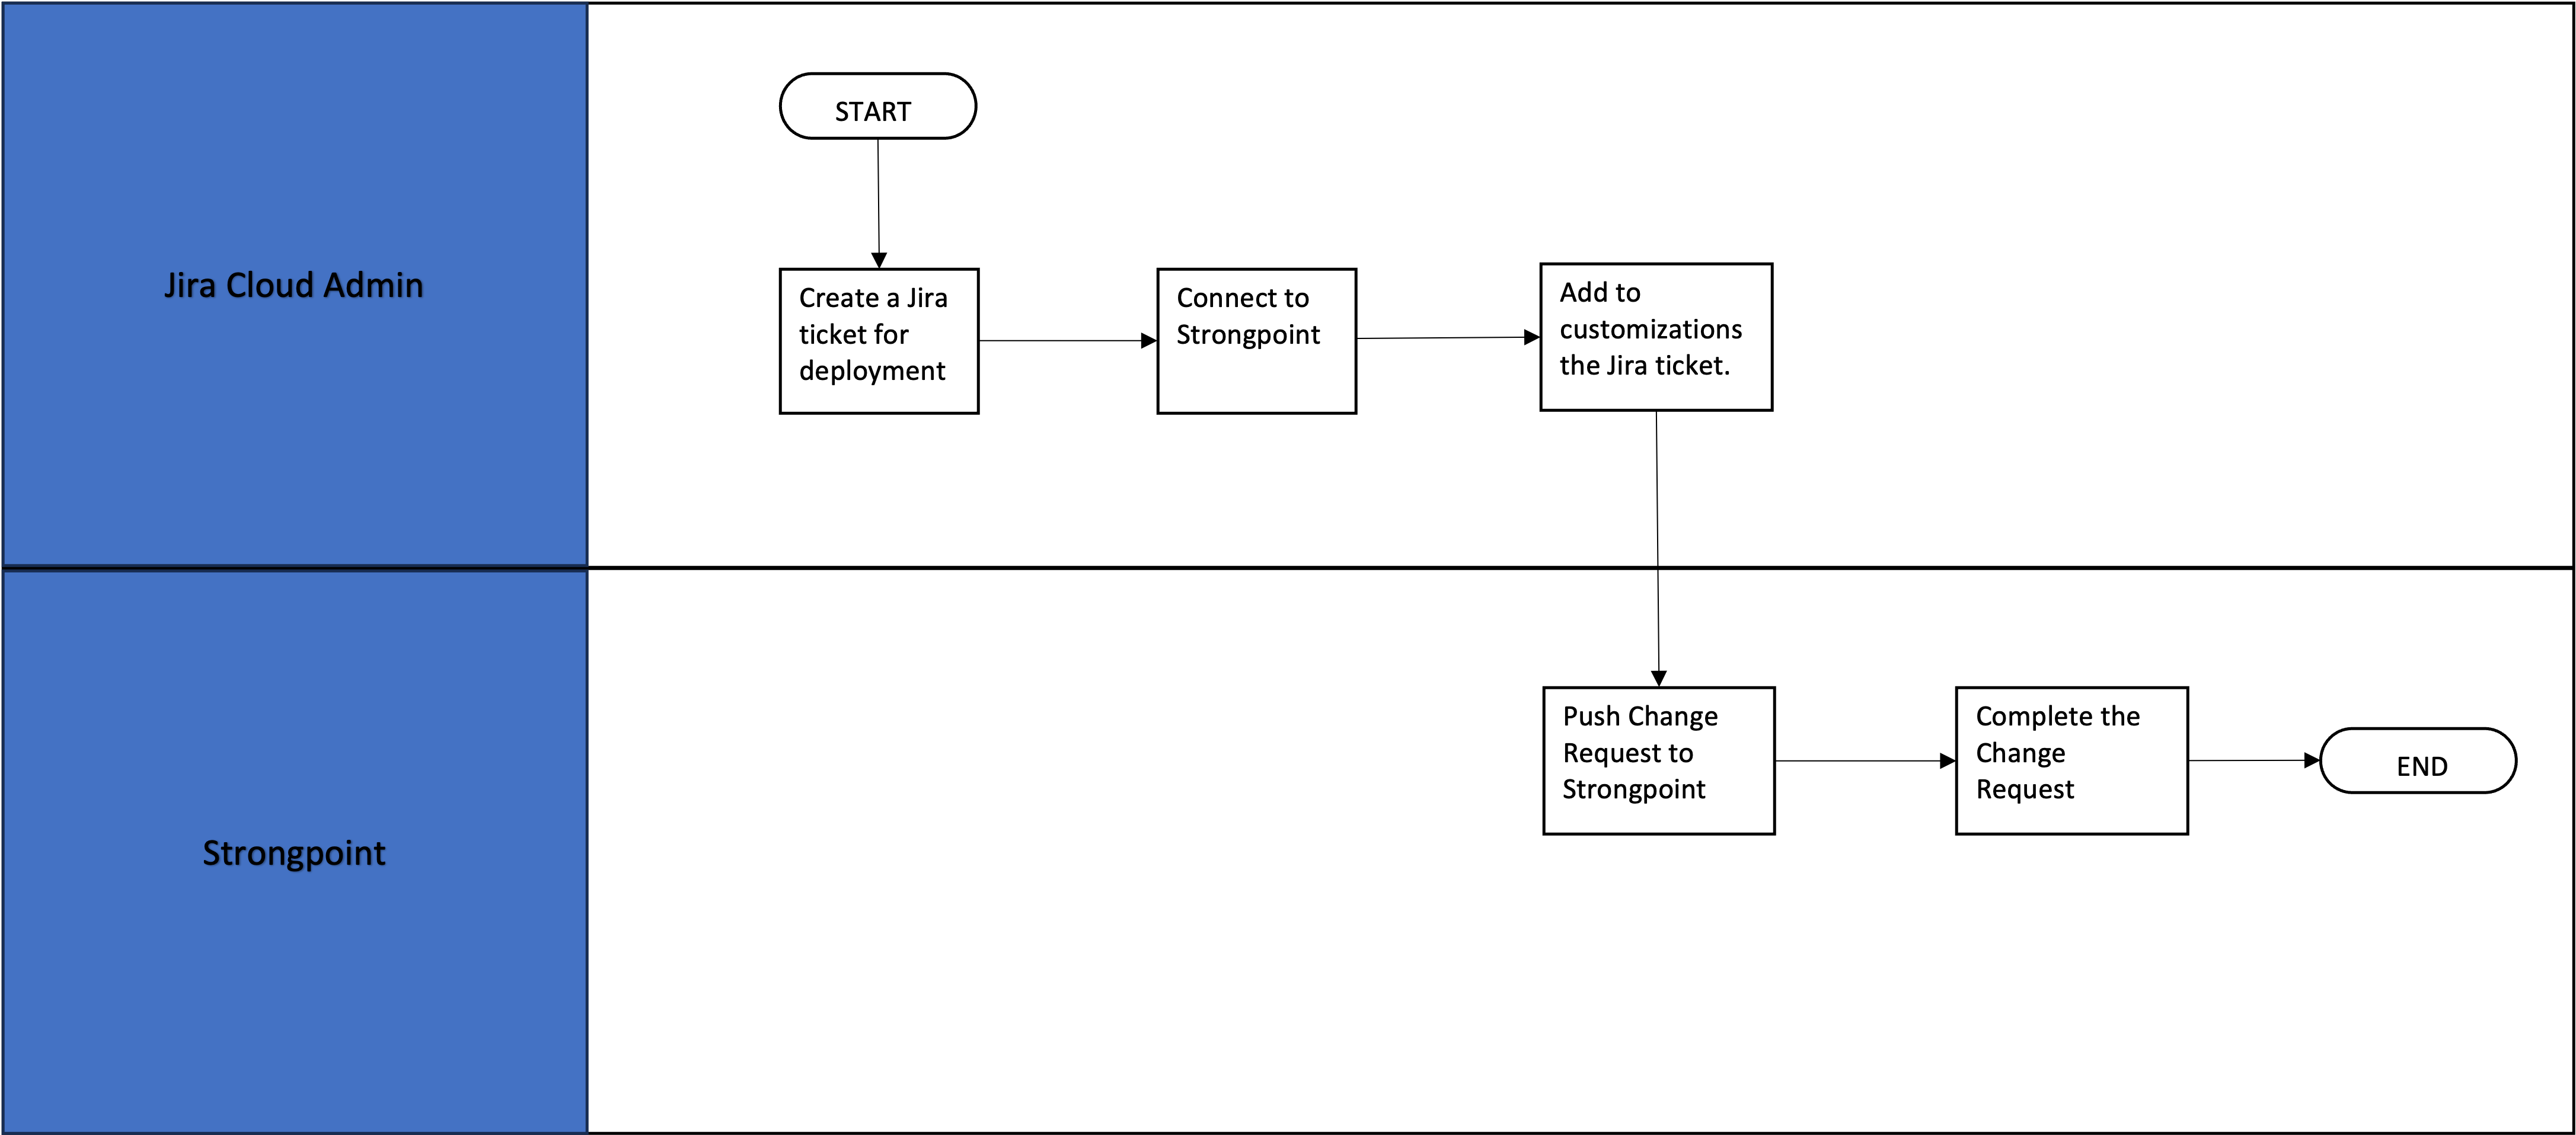 START
Jira Cloud Admin
Create a Jira
ticket for
deployment
Connect to
Strongpoint
Add to
customizations
the Jira ticket.
Strongpoint
Push Change
Request to
Strongpoint
Complete the
Change
Request
END